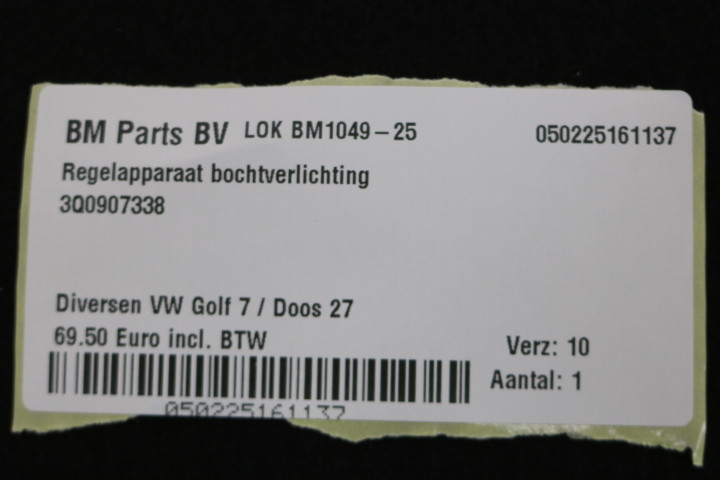 BM Parts BV LOK BM1049-25 050225161137
Regelapparaat bochtverlichting
3Q0907338
Diversen VW Golf 7 / Doos 27
69.50 Euro incl. BTW
Verz: 10
Aantal: 1
050225161137